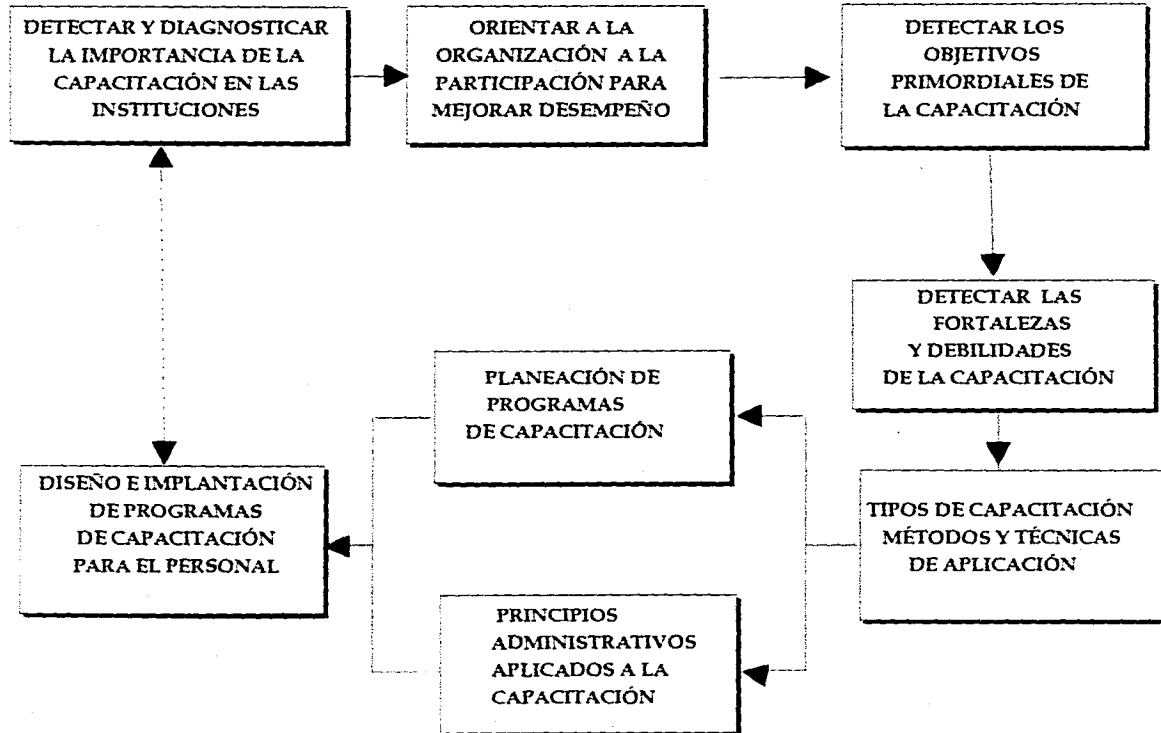 DETECTAR Y DIAGNOSTICAR
LA IMPORTANCIA DE LA
CAPACITACIÓN EN LAS
INSTITUCIONES
ORIENTAR A LA
ORGANIZACIÓN A LA
PARTICIPACIÓN PARA
MEJORAR DESEMPEÑO
DETECTAR LOS
OBJETIVOS
PRIMORDIALES DE
LA CAPACITACIÓN
DETECTAR LAS
FORTALEZAS
Y DEBILIDADES
DE LA CAPACITACIÓN
TIPOS DE CAPACITACIÓN
MÉTODOS Y TÉCNICAS
DE APLICACIÓN
PLANEACIÓN DE
PROGRAMAS
DE CAPACITACIÓN
PRINCIPIOS
ADMINISTRATIVOS
APLICADOS A LA
CAPACITACIÓN
DISEÑO E IMPLANTACIÓN
DE PROGRAMAS
DE CAPACITACIÓN
PARA EL PERSONAL